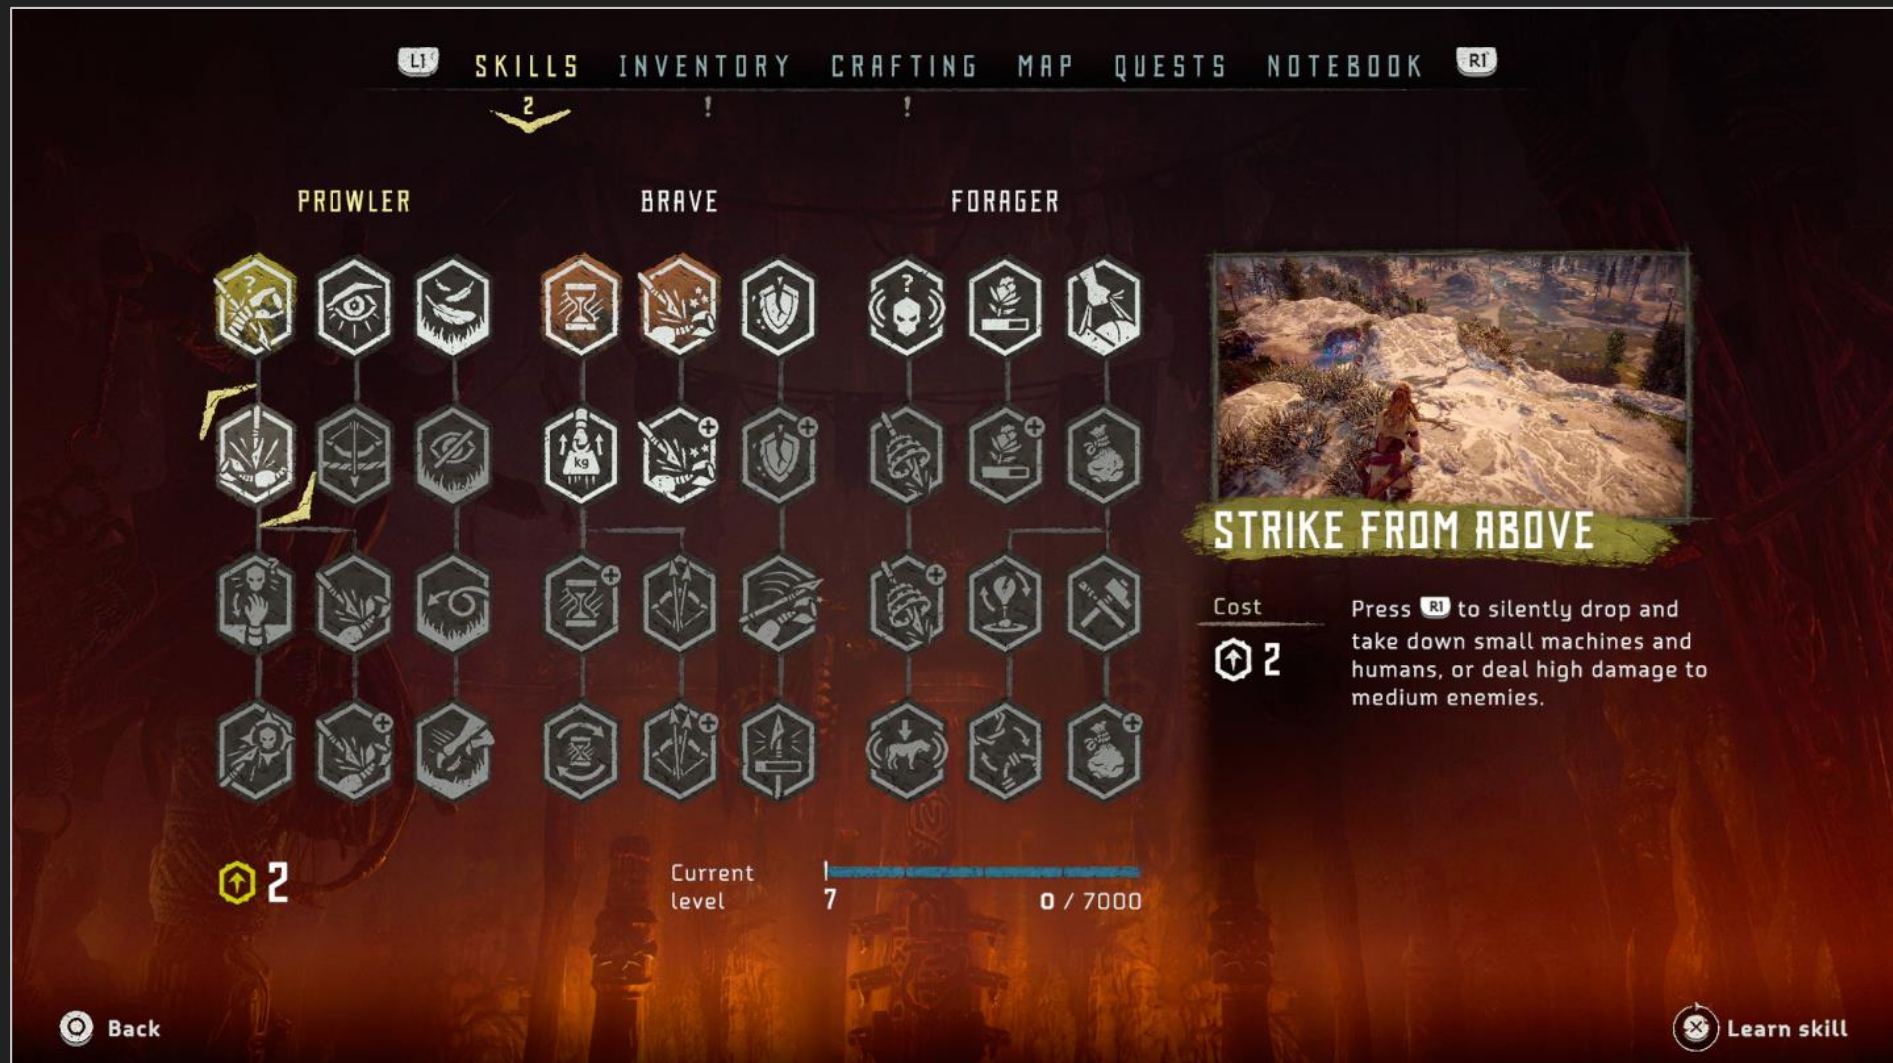 L1 SKILLS INVENTORY CRAFTING MAP QUESTS NOTEBOOK R1
2 ! !
PROWLER BRAVE FORAGER
?
?
kg
STRIKE FROM ABOVE
Cost
2
Press R1 to silently drop and
take down small machines and
humans, or deal high damage to
medium enemies.
2
Current
level
7
0 / 7000
Back
Learn skill